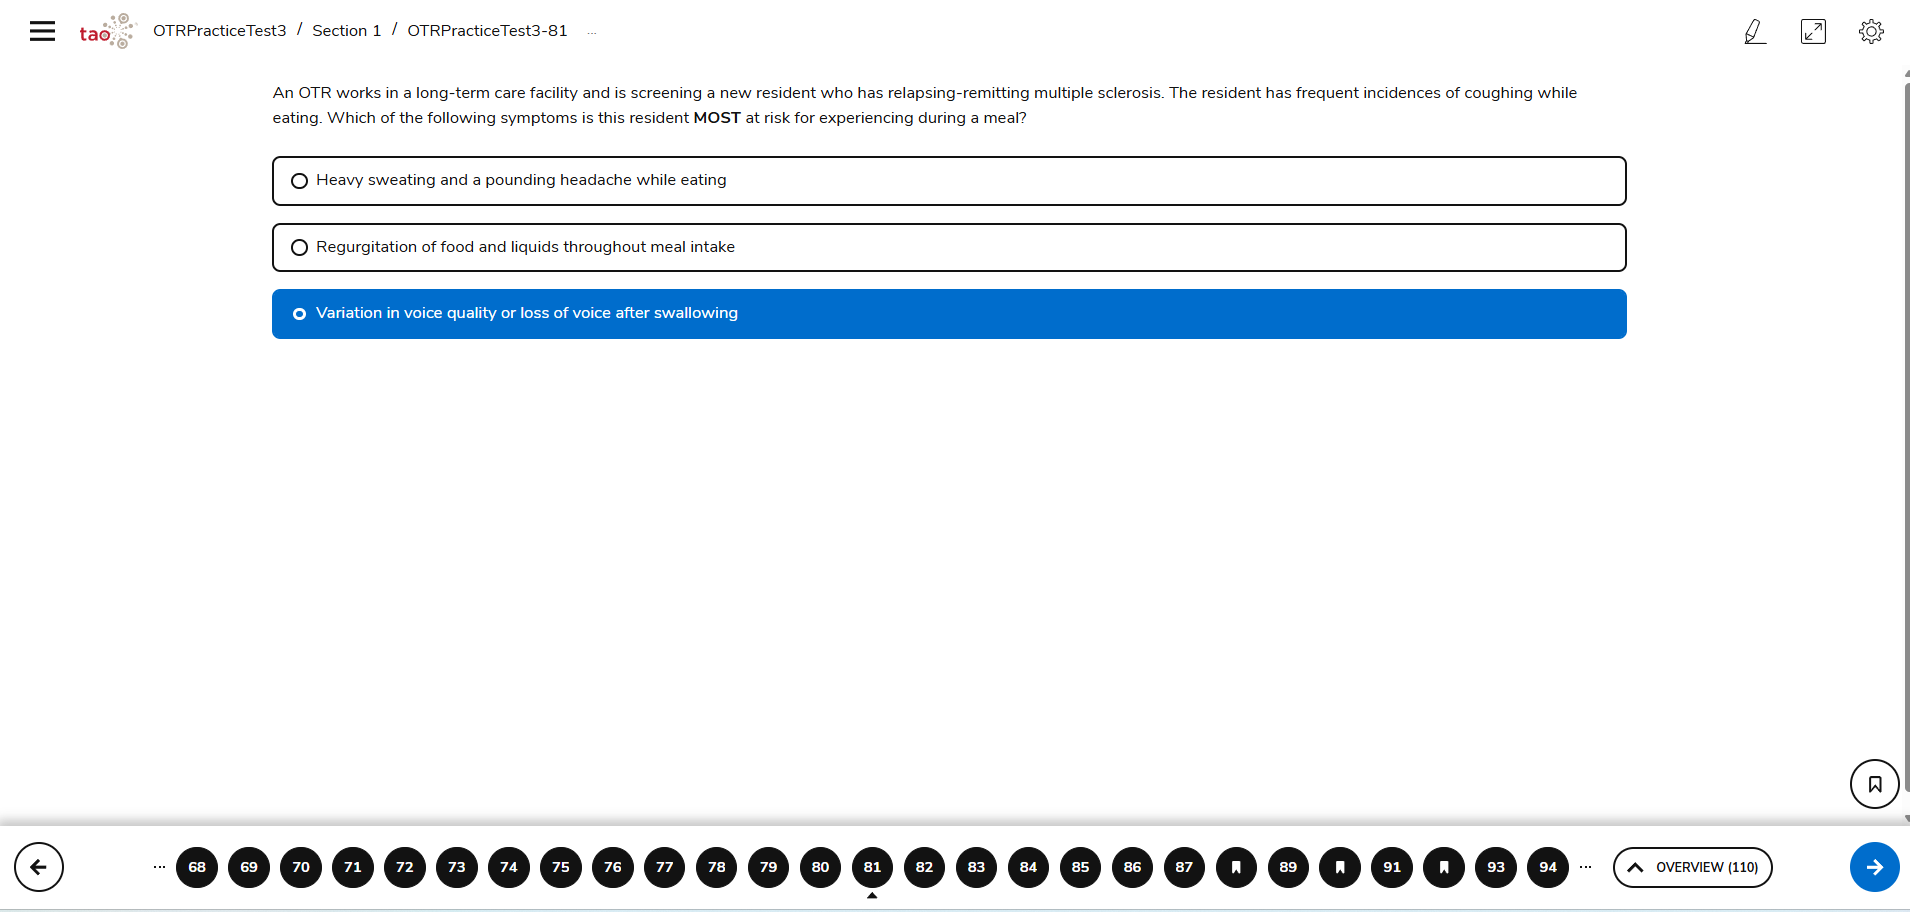 tao OTRPracticeTest3 / Section 1 / OTRPracticeTest3-81 ...
An OTR works in a long-term care facility and is screening a new resident who has relapsing-remitting multiple sclerosis. The resident has frequent incidences of coughing while
eating. Which of the following symptoms is this resident MOST at risk for experiencing during a meal?
Heavy sweating and a pounding headache while eating
Regurgitation of food and liquids throughout meal intake
Variation in voice quality or loss of voice after swallowing
... 68 69 70 71 72 73 74 75 76 77 78 79 80 81 82 83 84 85 86 87 89 91 93 94 ... OVERVIEW (110)